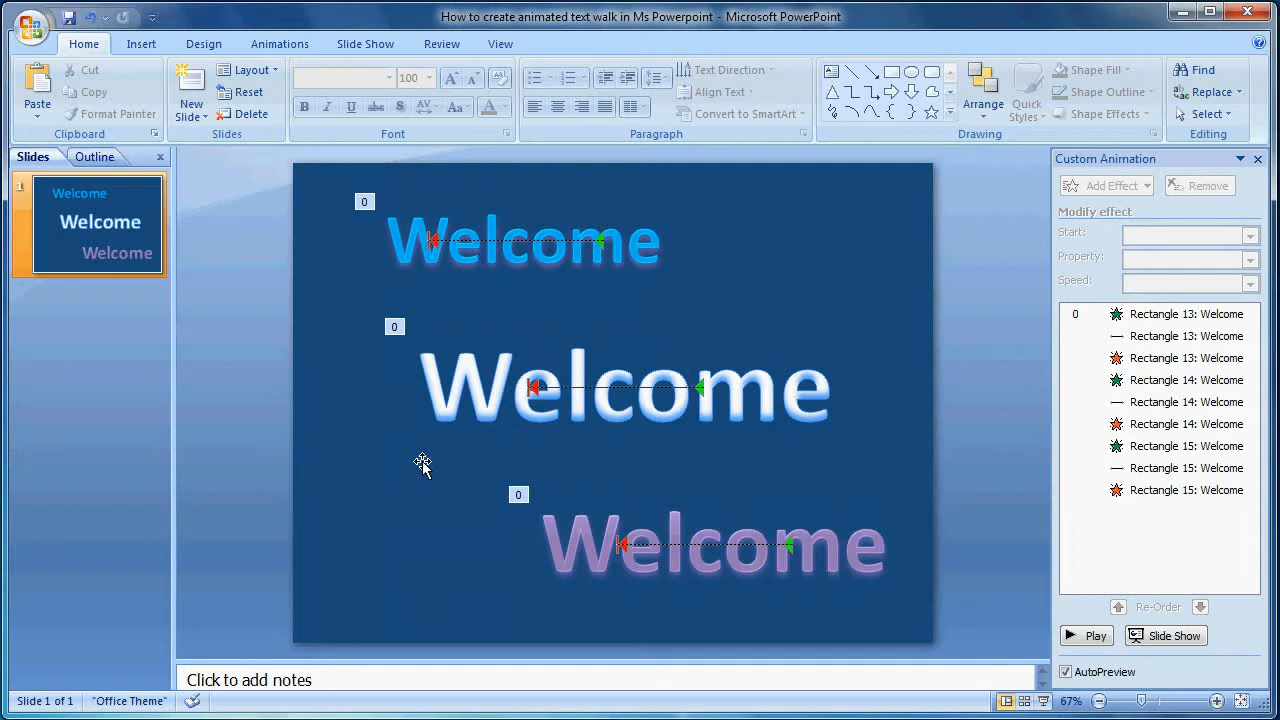 How to create animated text walk in Ms Powerpoint - Microsoft PowerPoint
Home Insert Design Animations Slide Show Review View
Paste
Cut
Copy
Format Painter
Clipboard
New Slide
Layout
Reset
Delete
Slides
100
B I U abc S AV Aa A
Font
Text Direction
Align Text
Convert to SmartArt
Paragraph
Arrange
Quick Styles
Shape Fill
Shape Outline
Shape Effects
Drawing
Find
Replace
Select
Editing
Slides Outline
1
Welcome
Welcome
Welcome
0
Welcome
0
Welcome
0
Welcome
Custom Animation
Add Effect Remove
Modify effect
Start:
Property:
Speed:
0 Rectangle 13: Welcome
Rectangle 13: Welcome
Rectangle 13: Welcome
Rectangle 14: Welcome
Rectangle 14: Welcome
Rectangle 14: Welcome
Rectangle 15: Welcome
Rectangle 15: Welcome
Rectangle 15: Welcome
Re-Order
Play Slide Show
AutoPreview
Click to add notes
Slide 1 of 1 "Office Theme" 67%